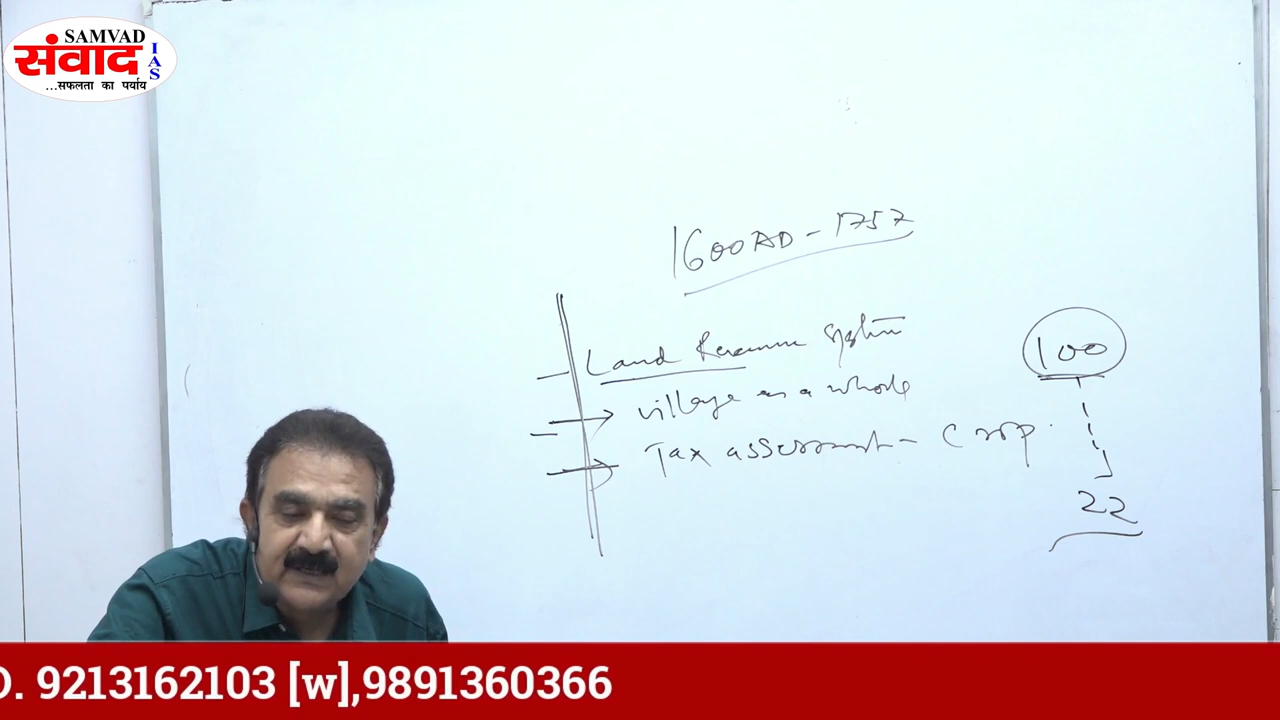 SAMVAD
संवाद
IAS
...सफलता का पर्याय
1600 AD - 1757
Land Revenue System
village as a whole
Tax assessment - Crop.
100
22
O. 9213162103 [w],9891360366